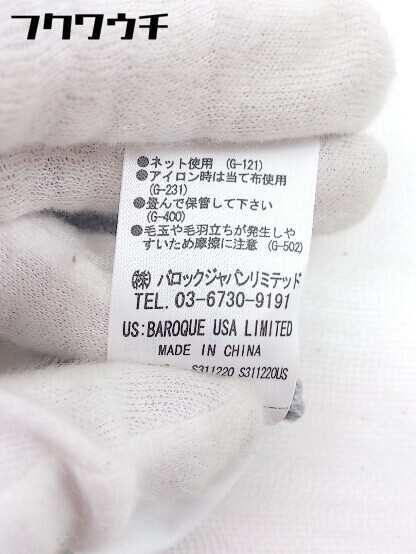 フクワウチ
●ネット使用 (G-121)
●アイロン時は当て布使用
(G-231)
●畳んで保管して下さい
(G-400)
●毛玉や毛羽立ちが発生しや
すいため摩擦に注意 (G-502)
㈱ バロックジャパンリミテッド
TEL. 03-6730-9191
US:BAROQUE USA LIMITED
MADE IN CHINA
S311220 S311220US